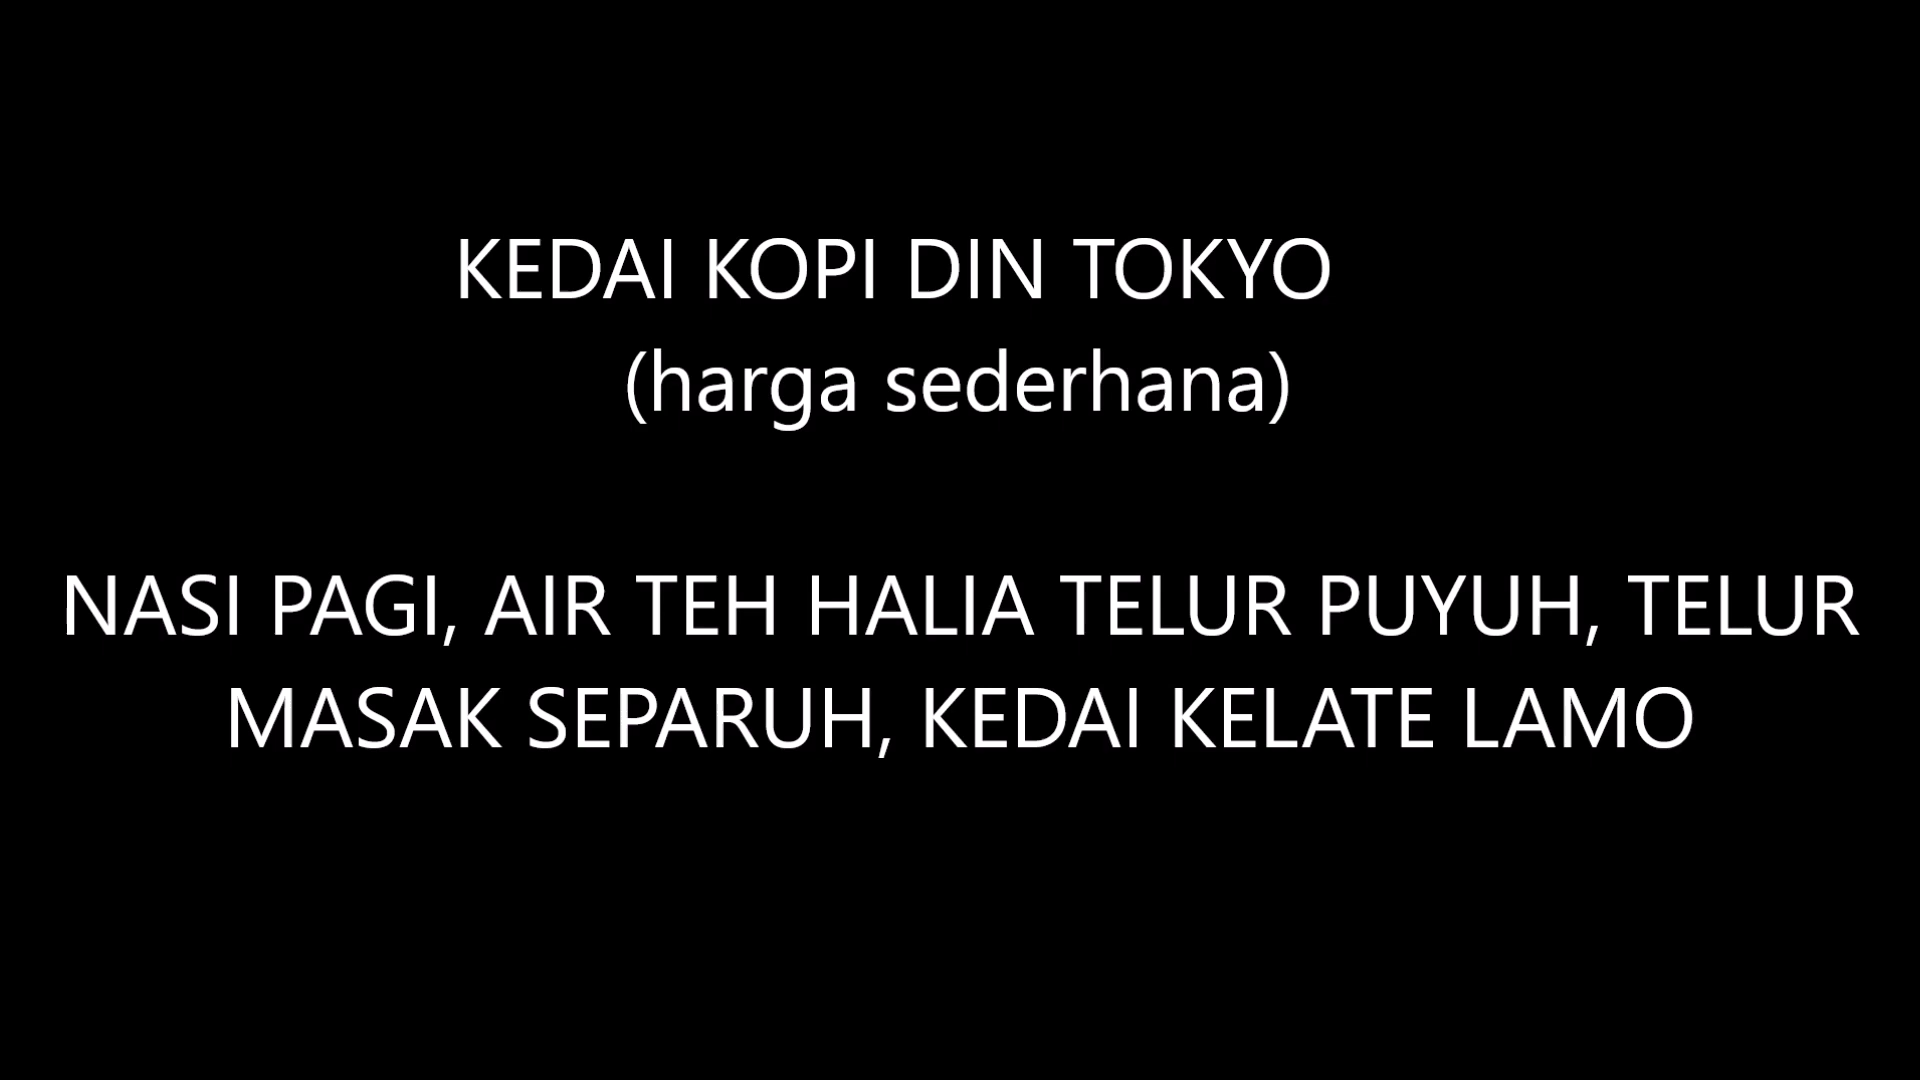 KEDAI KOPI DIN TOKYO
(harga sederhana)
NASI PAGI, AIR TEH HALIA TELUR PUYUH, TELUR
MASAK SEPARUH, KEDAI KELATE LAMO